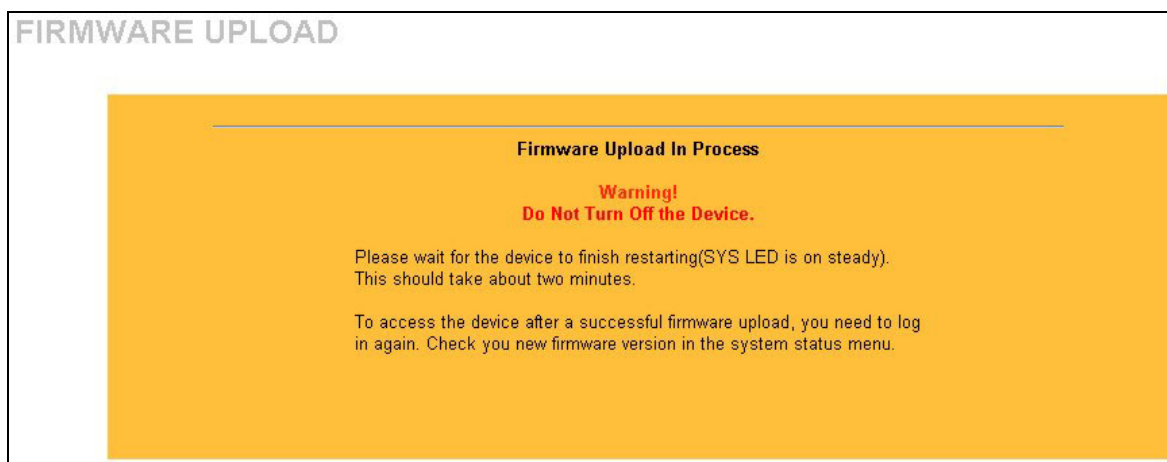 FIRMWARE UPLOAD
Firmware Upload In Process
Warning!
Do Not Turn Off the Device.
Please wait for the device to finish restarting(SYS LED is on steady).
This should take about two minutes.
To access the device after a successful firmware upload, you need to log
in again. Check you new firmware version in the system status menu.